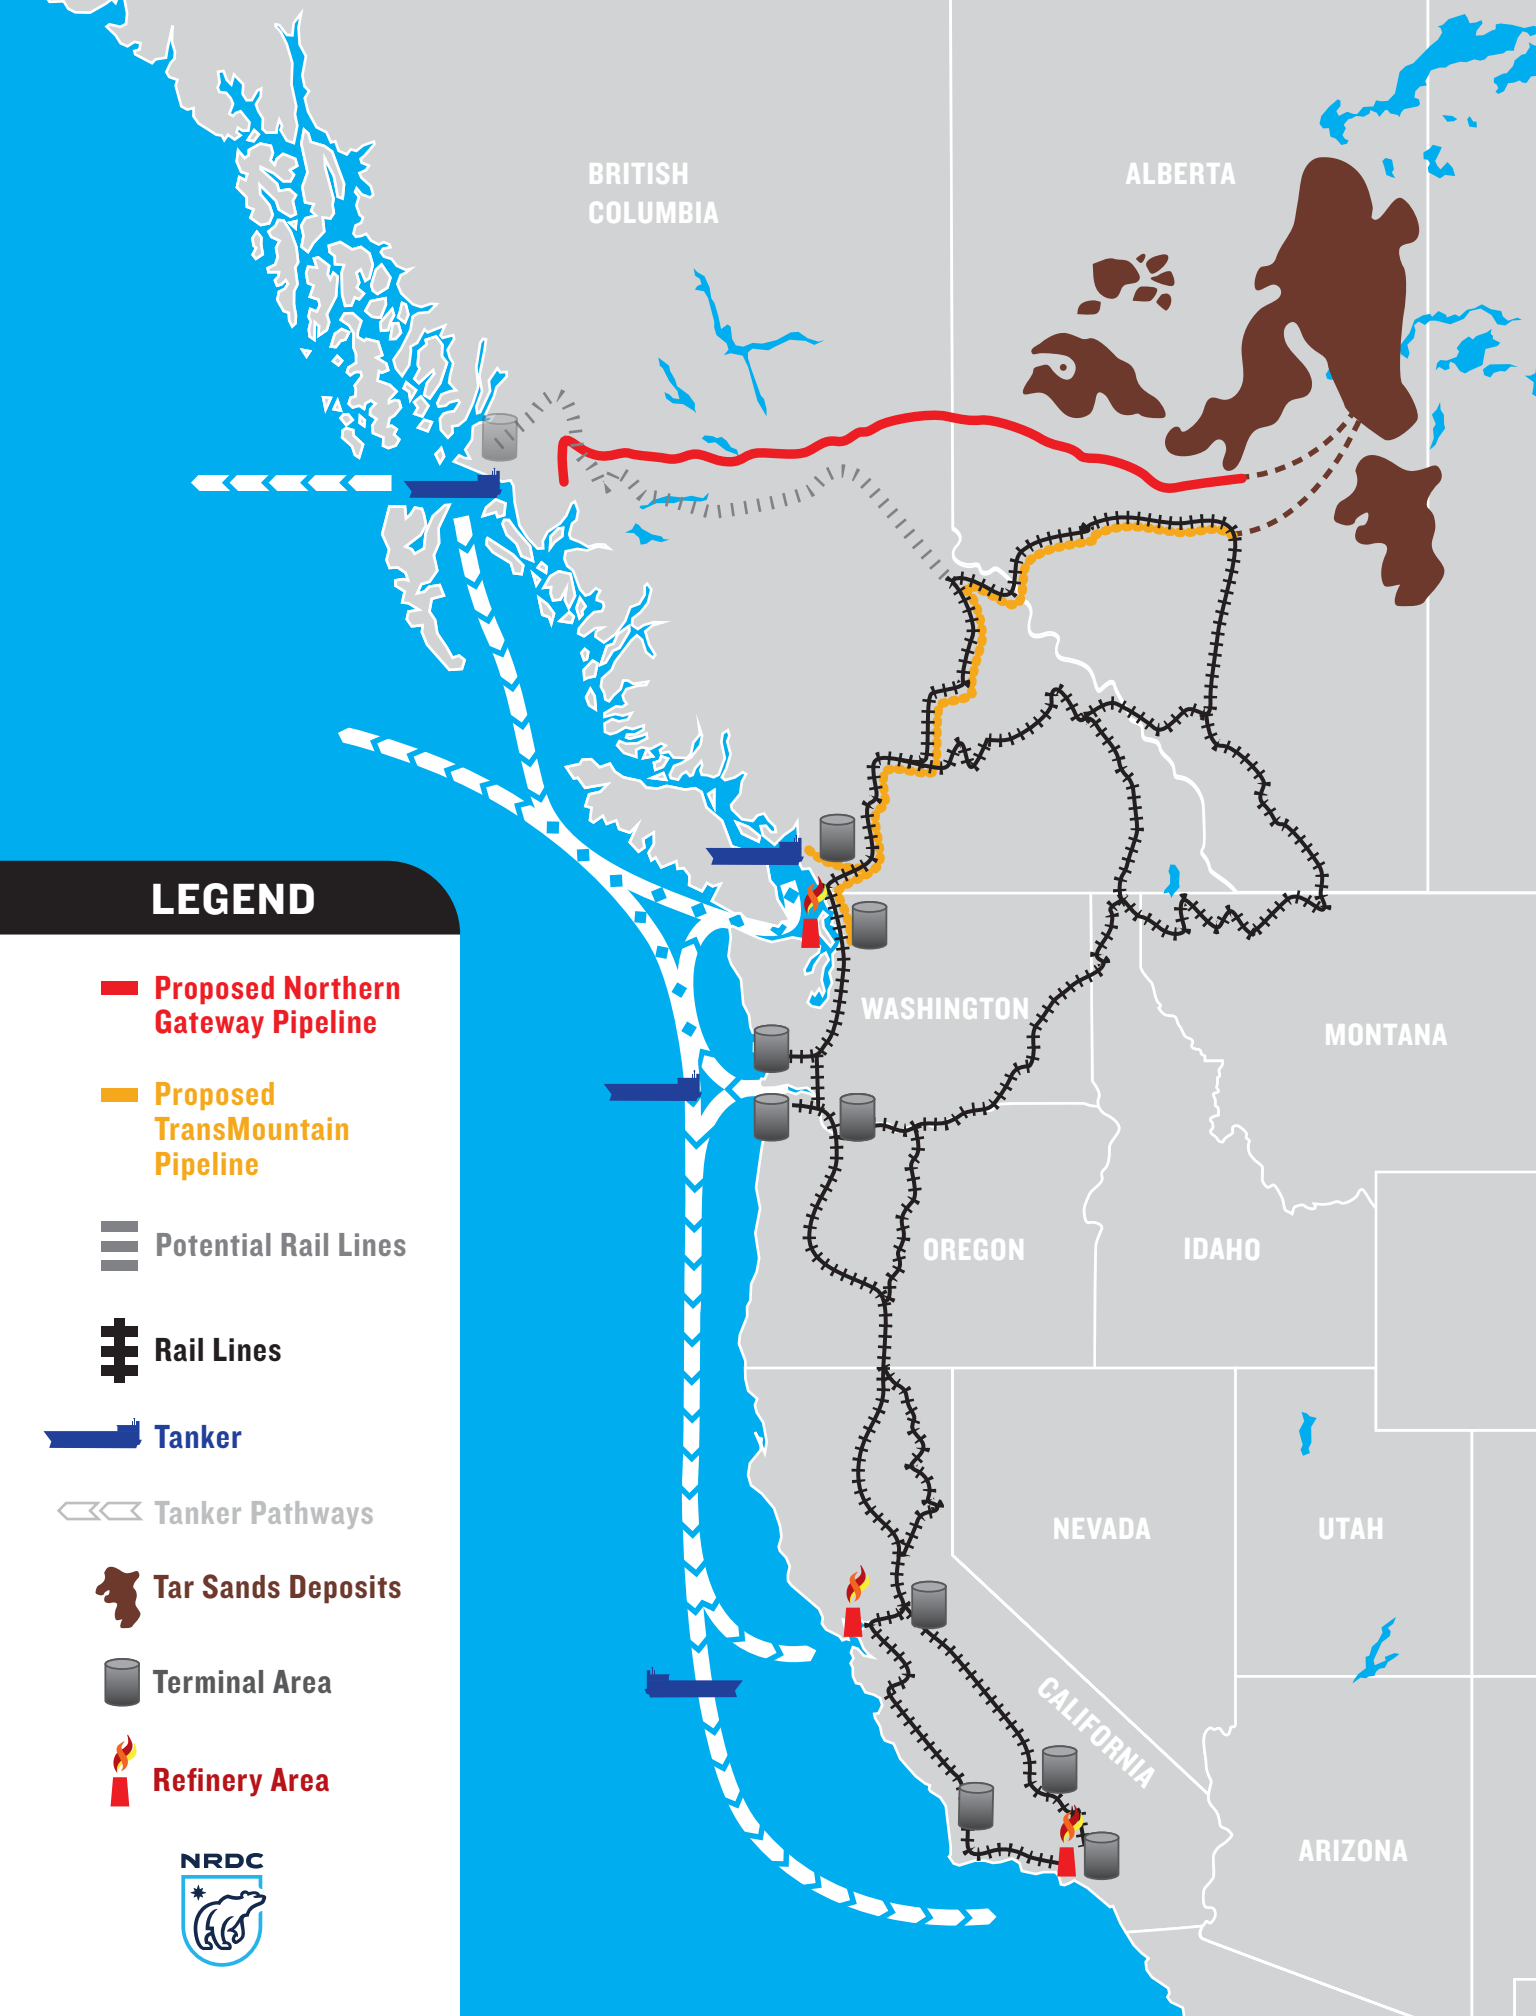 BRITISH
COLUMBIA
ALBERTA
WASHINGTON
MONTANA
OREGON
IDAHO
NEVADA
UTAH
CALIFORNIA
ARIZONA
LEGEND
Proposed Northern
Gateway Pipeline
Proposed
TransMountain
Pipeline
Potential Rail Lines
Rail Lines
Tanker
Tanker Pathways
Tar Sands Deposits
Terminal Area
Refinery Area
NRDC